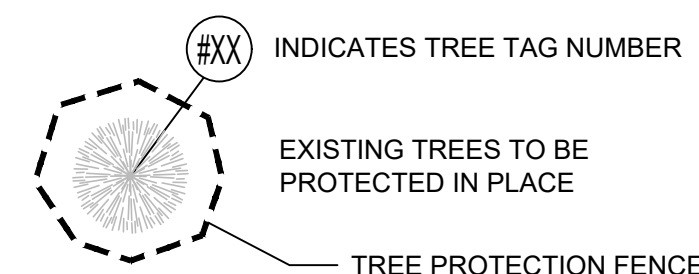 #XX INDICATES TREE TAG NUMBER
EXISTING TREES TO BE
PROTECTED IN PLACE
TREE PROTECTION FENCE